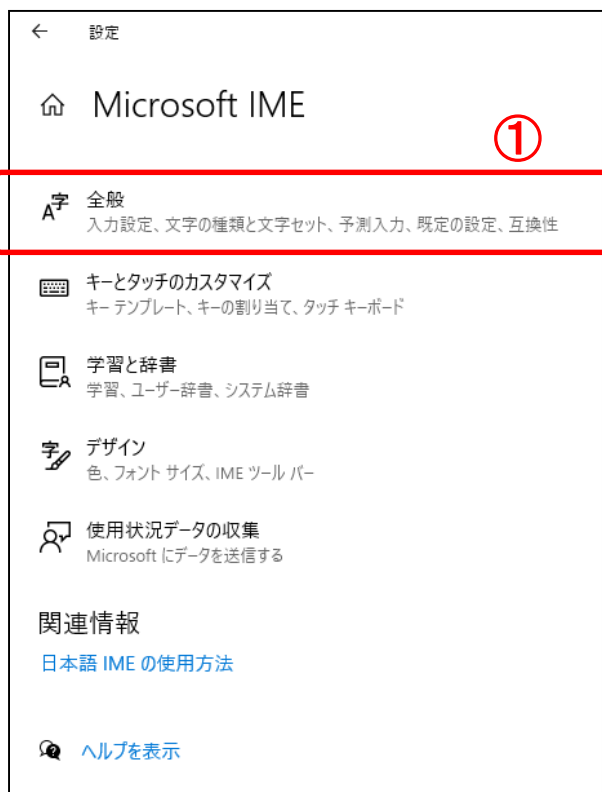 設定
Microsoft IME
①
全般
入力設定、文字の種類と文字セット、予測入力、既定の設定、互換性
キーとタッチのカスタマイズ
キー テンプレート、キーの割り当て、タッチ キーボード
学習と辞書
学習、ユーザー辞書、システム辞書
デザイン
色、フォント サイズ、IME ツール バー
使用状況データの収集
Microsoft にデータを送信する
関連情報
日本語 IME の使用方法
ヘルプを表示